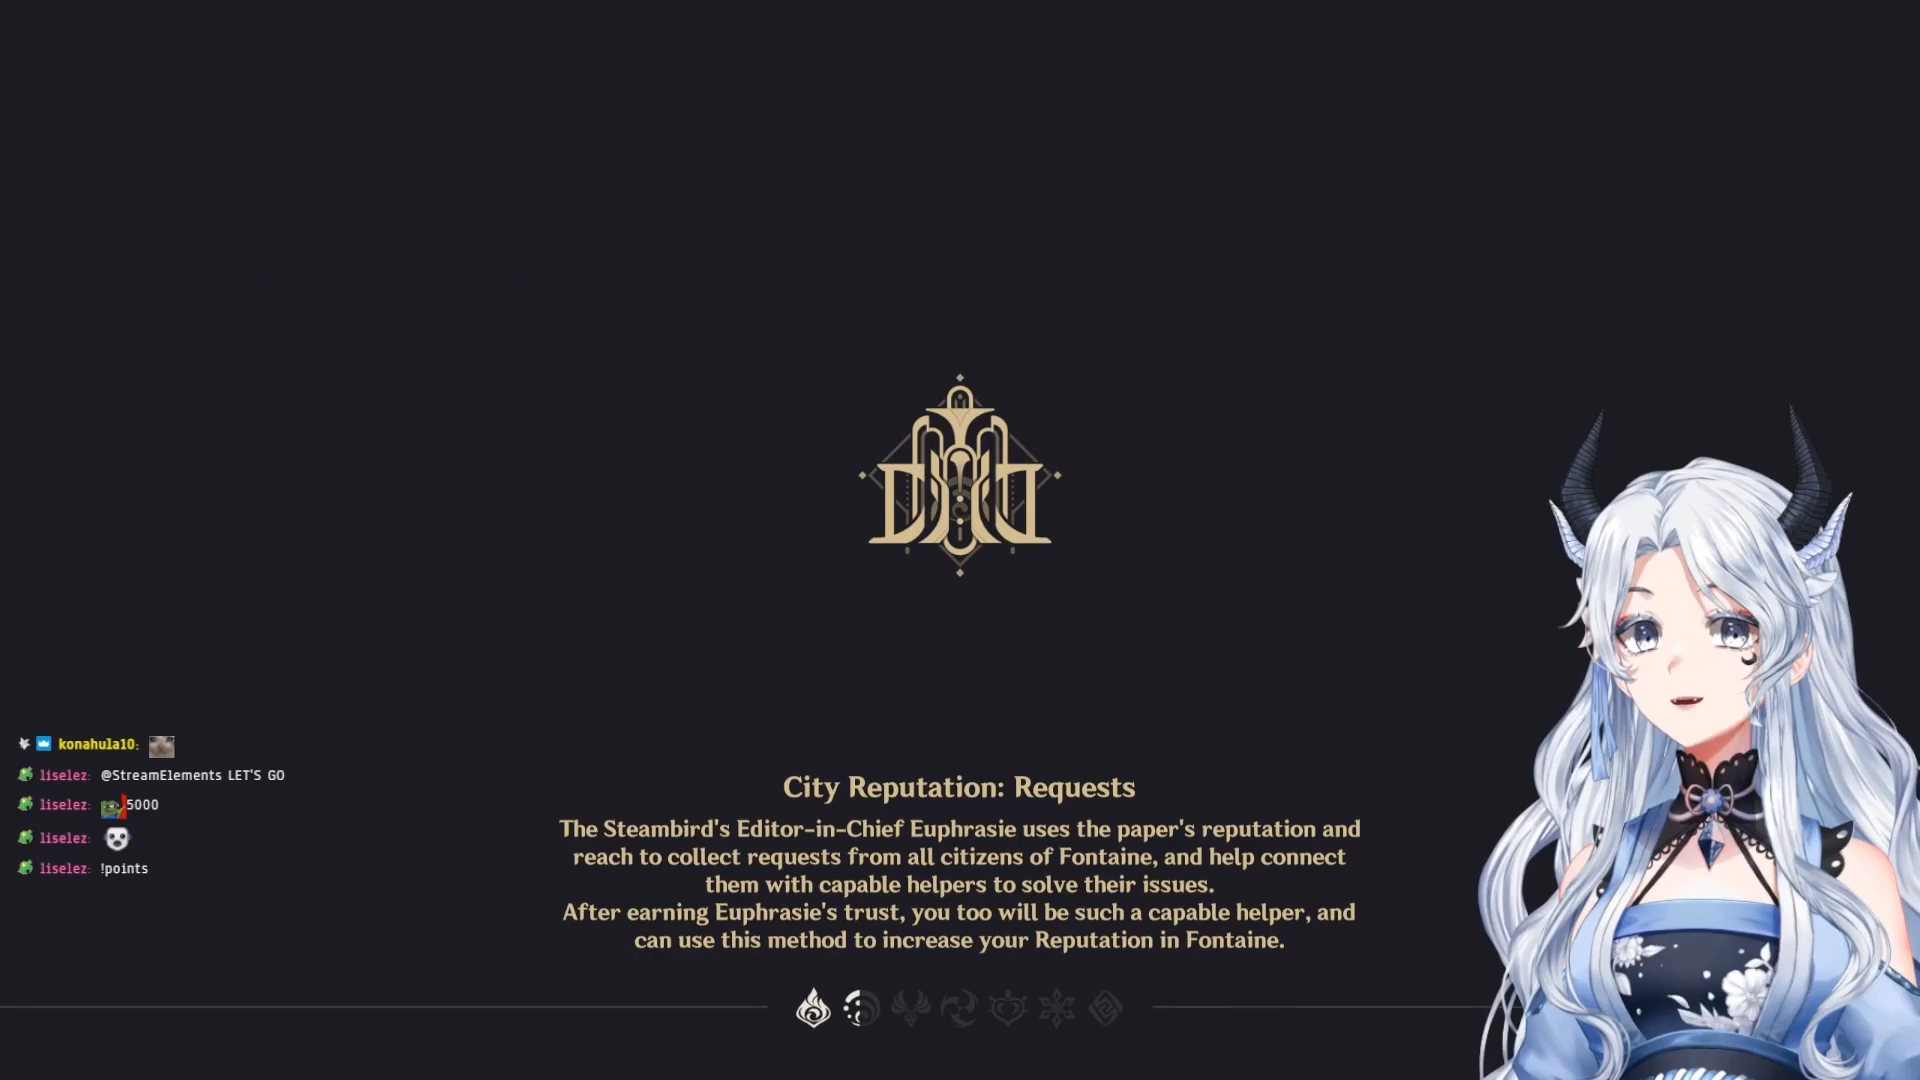 konahula10:
liselez: @StreamElements LET'S GO
liselez: 5000
liselez:
liselez: !points
City Reputation: Requests
The Steambird's Editor-in-Chief Euphrasie uses the paper's reputation and
reach to collect requests from all citizens of Fontaine, and help connect
them with capable helpers to solve their issues.
After earning Euphrasie's trust, you too will be such a capable helper, and
can use this method to increase your Reputation in Fontaine.